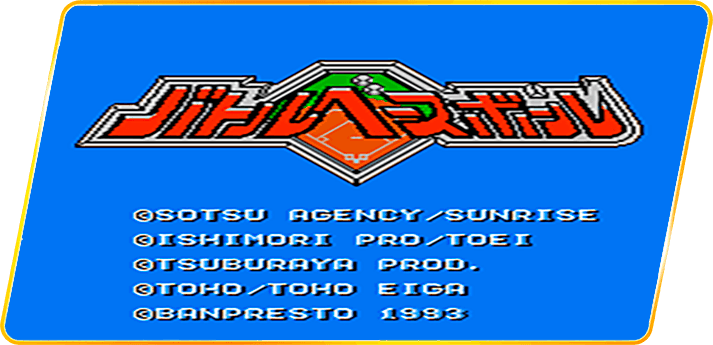 バトルベースボール
©SOTSU AGENCY/SUNRISE
©ISHIMORI PRO/TOEI
©TSUBURAYA PROD.
©TOHO/TOHO EIGA
©BANPRESTO 1993